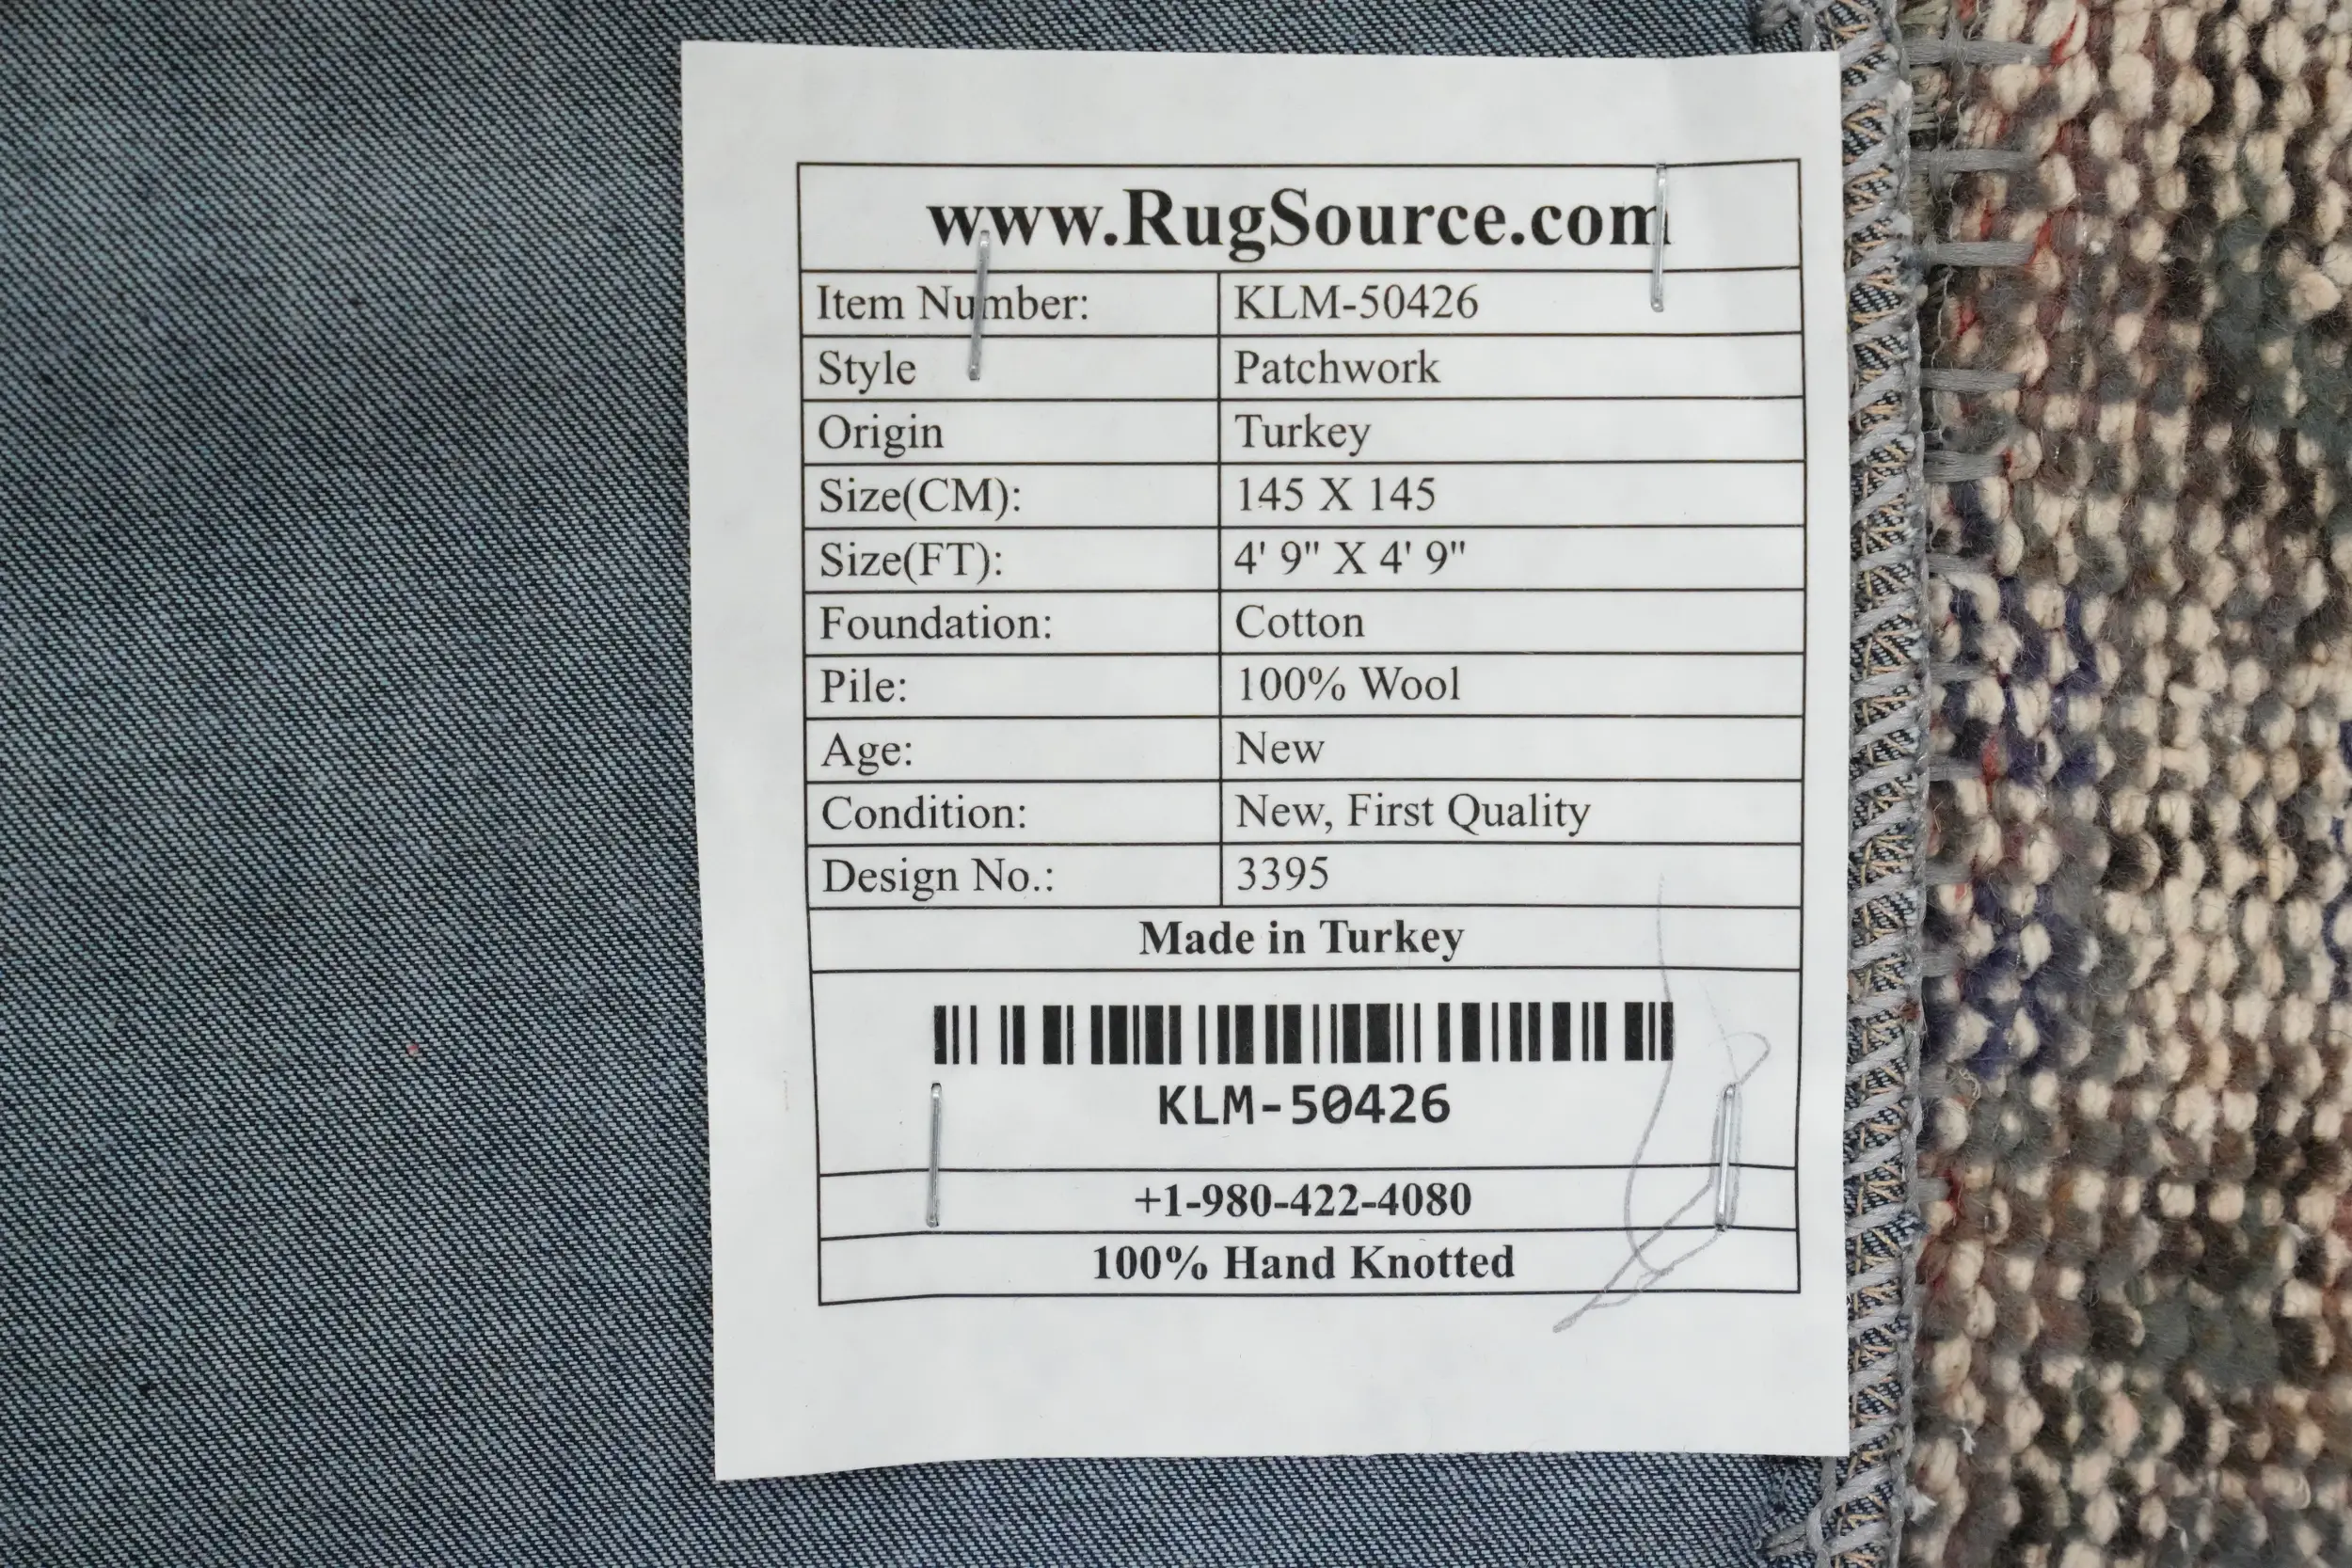 www.RugSource.com
Item Number: KLM-50426
Style Patchwork
Origin Turkey
Size(CM): 145 X 145
Size(FT): 4' 9" X 4' 9"
Foundation: Cotton
Pile: 100% Wool
Age: New
Condition: New, First Quality
Design No.: 3395
Made in Turkey
KLM-50426
+1-980-422-4080
100% Hand Knotted